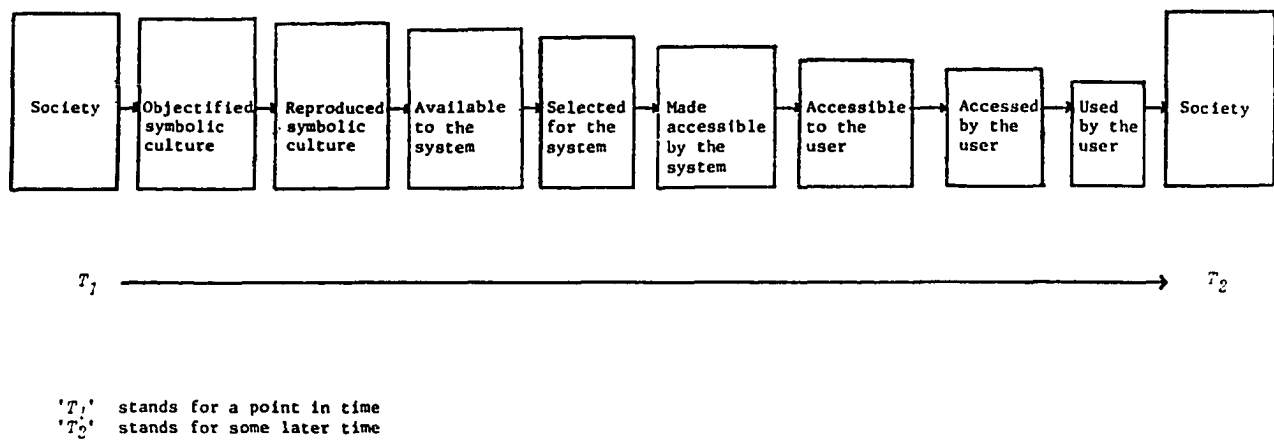 Society
Objectified
symbolic
culture
Reproduced
symbolic
culture
Available
to the
system
Selected
for the
system
Made
accessible
by the
system
Accessible
to the
user
Accessed
by the
user
Used
by the
user
Society
T1
T2
'T1' stands for a point in time
'T2' stands for some later time